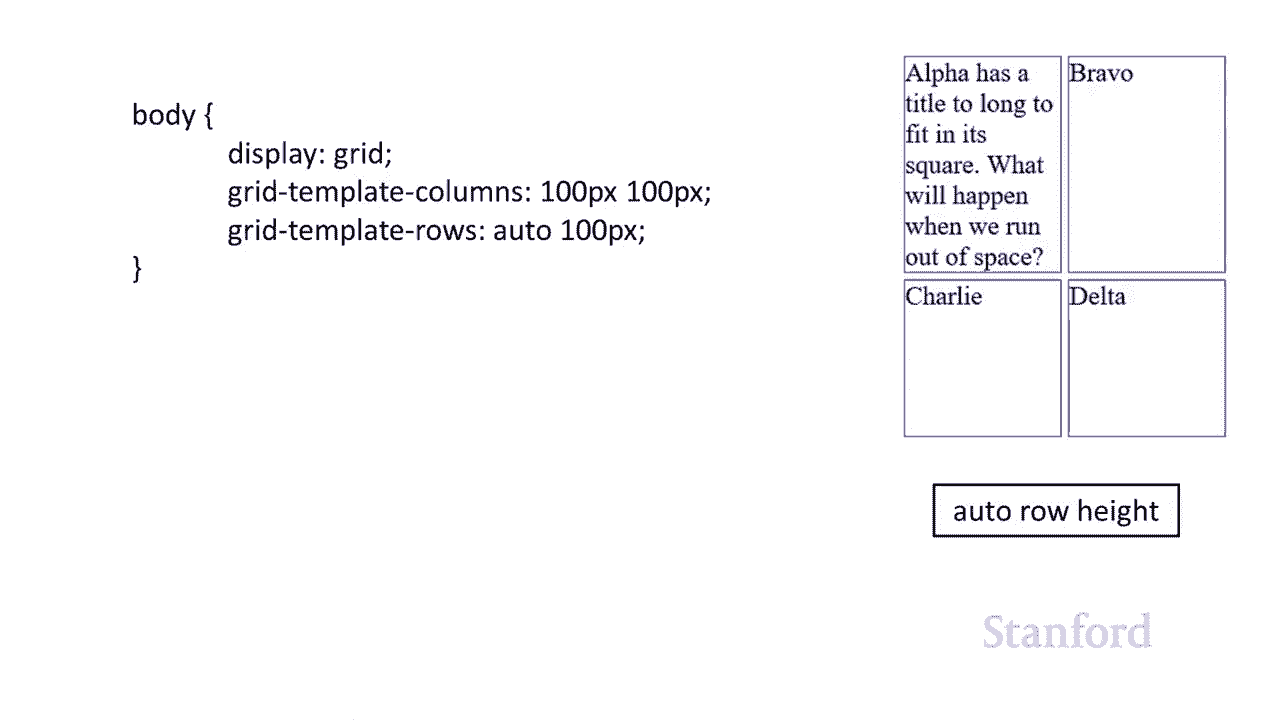 body {
display: grid;
grid-template-columns: 100px 100px;
grid-template-rows: auto 100px;
}
Alpha has a
title to long to
fit in its
square. What
will happen
when we run
out of space?
Bravo
Charlie
Delta
auto row height
Stanford